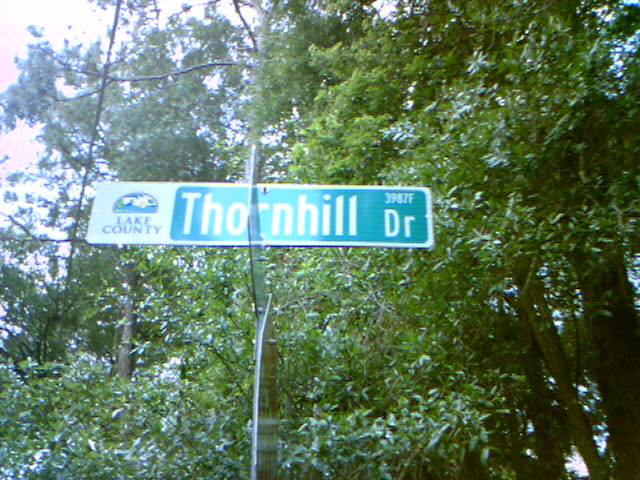 LAKE
COUNTY
Thornhill Dr
3987F